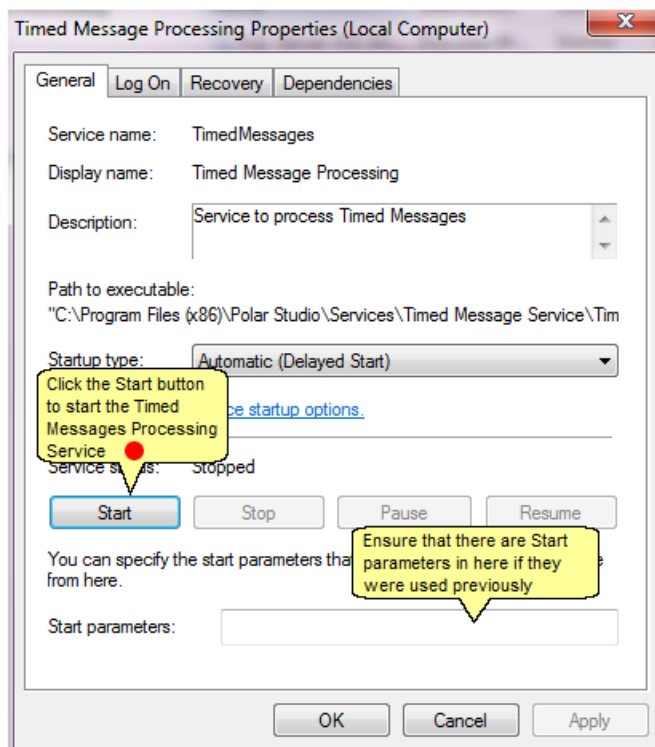 Timed Message Processing Properties (Local Computer)
General Log On Recovery Dependencies
Service name: TimedMessages
Display name: Timed Message Processing
Description: Service to process Timed Messages
Path to executable:
"C:\Program Files (x86)\Polar Studio\Services\Timed Message Service\Tim
Startup type: Automatic (Delayed Start)
Click the Start button
to start the Timed
Messages Processing
Service
startup options.
Service status: Stopped
Start Stop Pause Resume
Ensure that there are Start
parameters in here if they
were used previously
You can specify the start parameters
from here.
Start parameters:
OK Cancel Apply